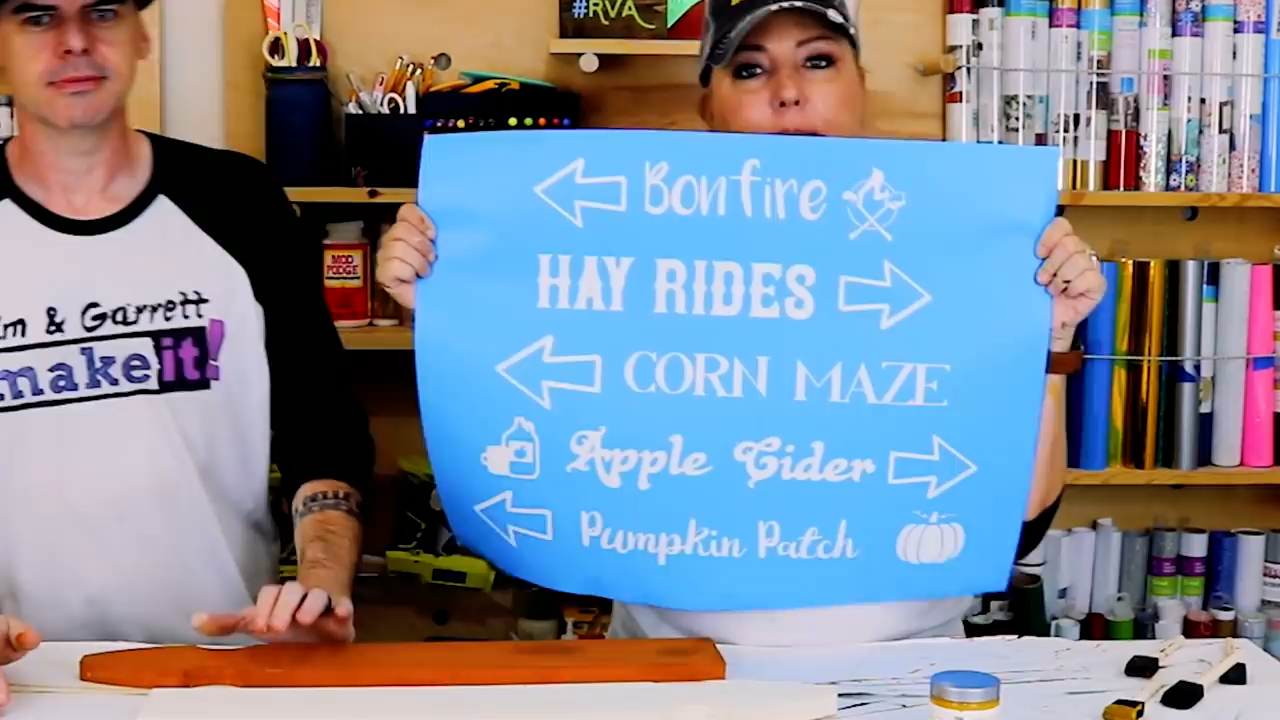 #RVA
MOD
PODGE
& Garrett
make it!
Bonfire
HAY RIDES
CORN MAZE
Apple Cider
Pumpkin Patch